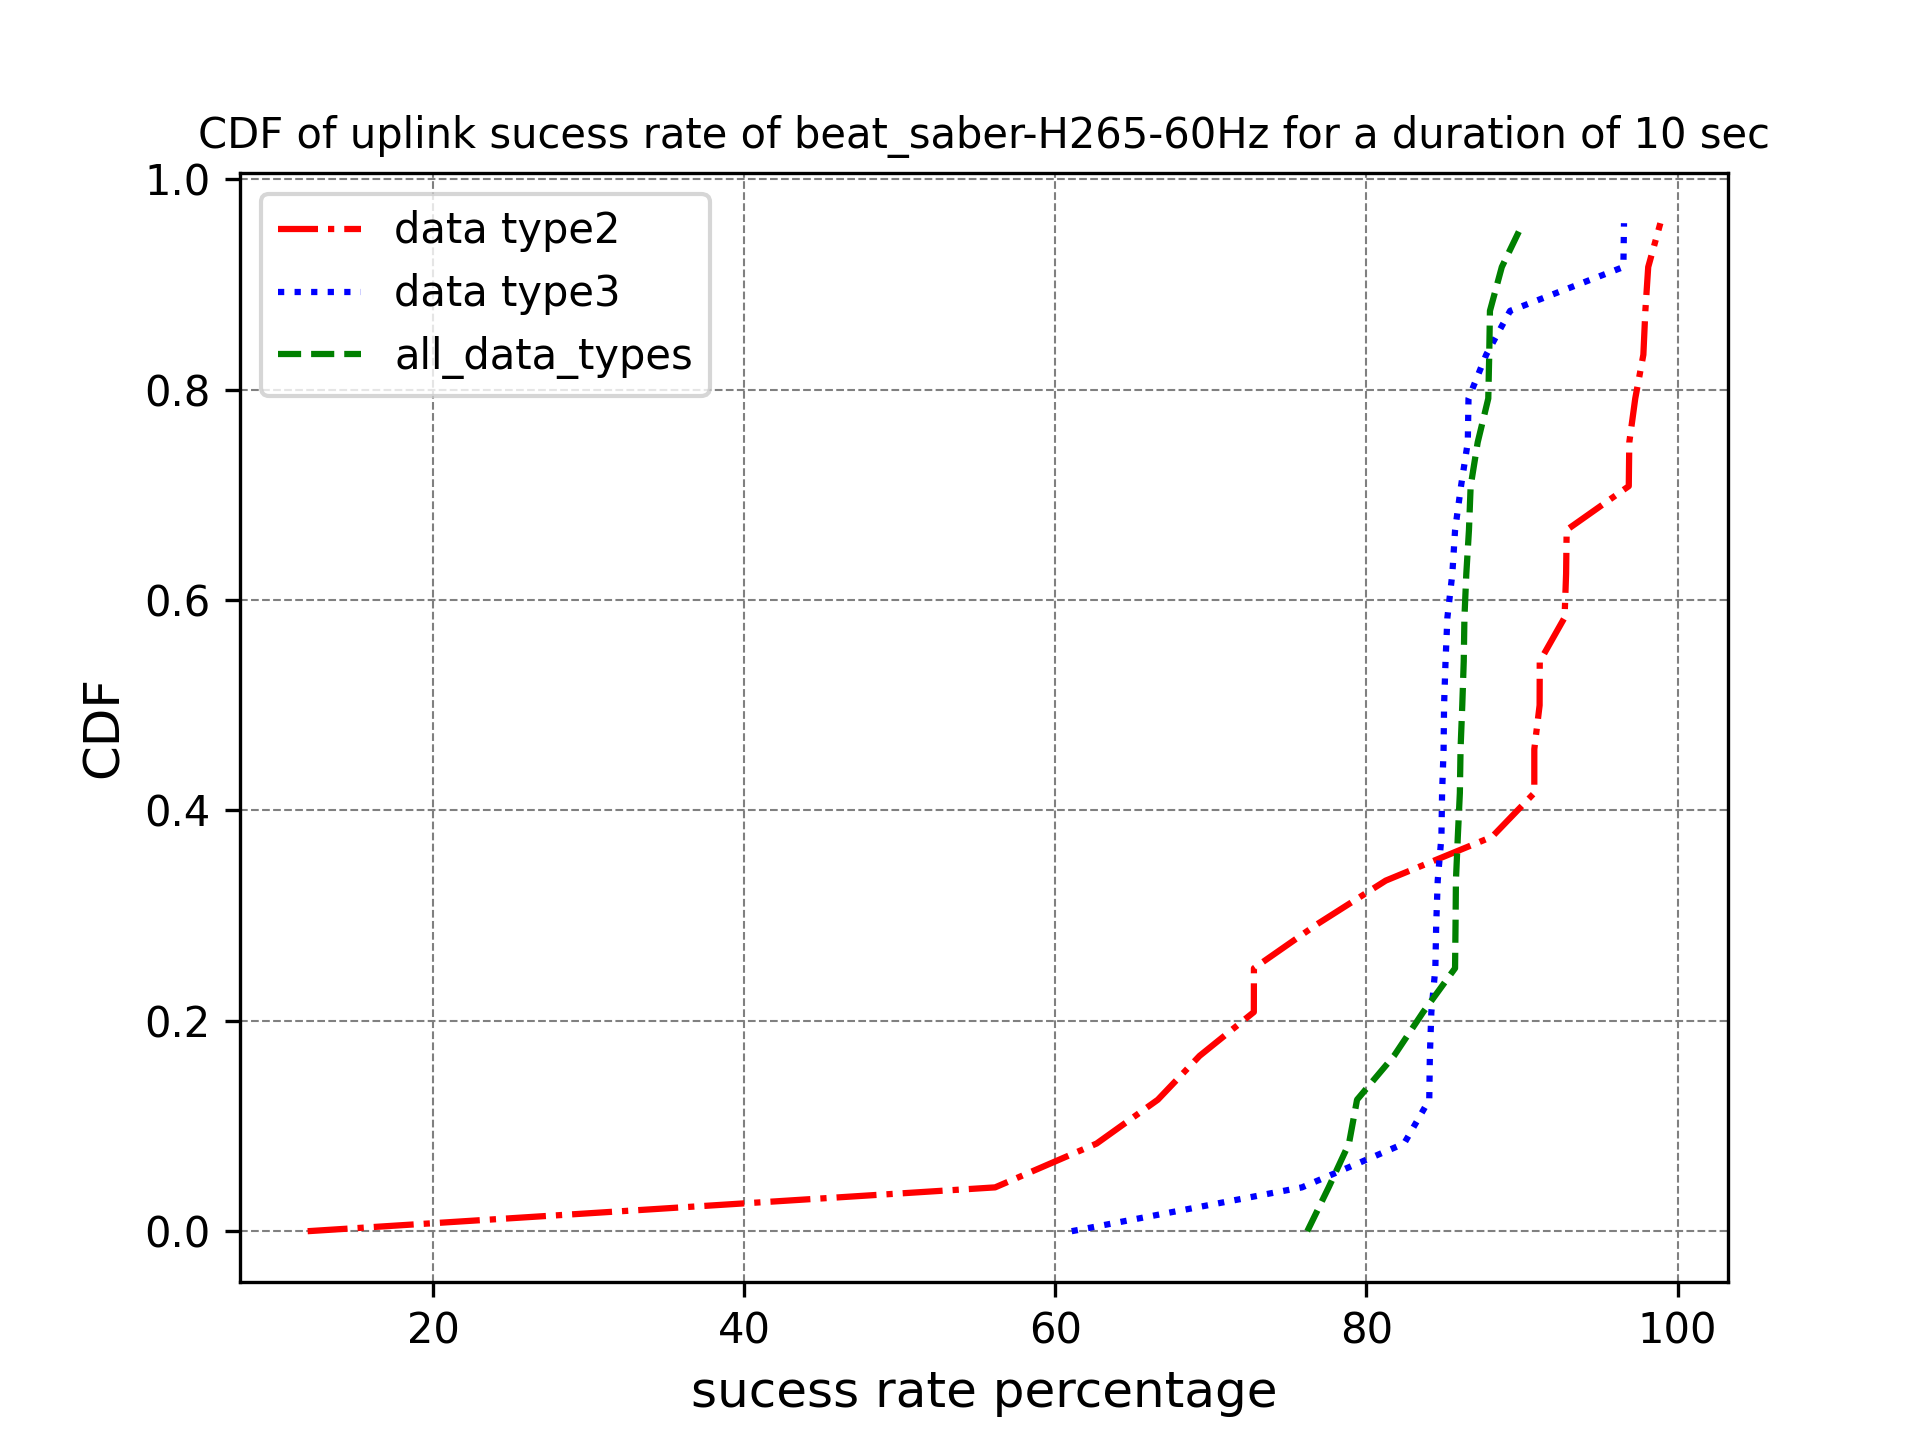 CDF of uplink sucess rate of beat_saber-H265-60Hz for a duration of 10 sec
1.0
data type2
data type3
all_data_types
0.8
0.6
CDF
0.4
0.2
0.0
20 40 60 80 100
sucess rate percentage